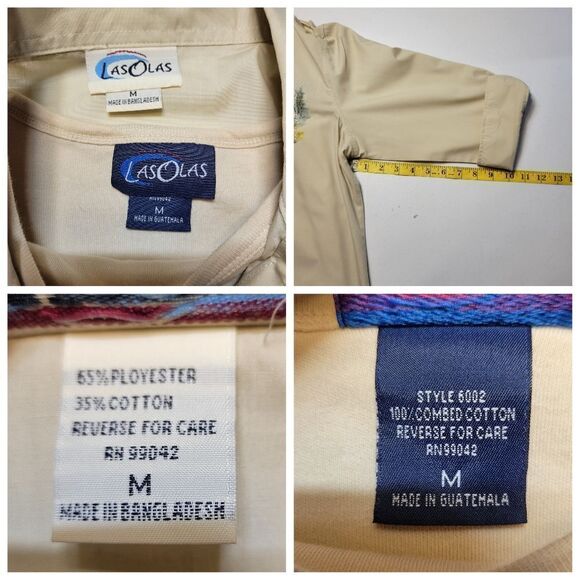 LASOLAS
M
MADE IN BANGLADESH
LASOLAS
RN99042
M
MADE IN GUATEMALA
1 2 3 4 5 6 7 8 9 10 11 12 13
65% PLOYESTER
35% COTTON
REVERSE FOR CARE
RN 99042
M
MADE IN BANGLADESH
STYLE 6002
100% COMBED COTTON
REVERSE FOR CARE
RN99042
M
MADE IN GUATEMALA